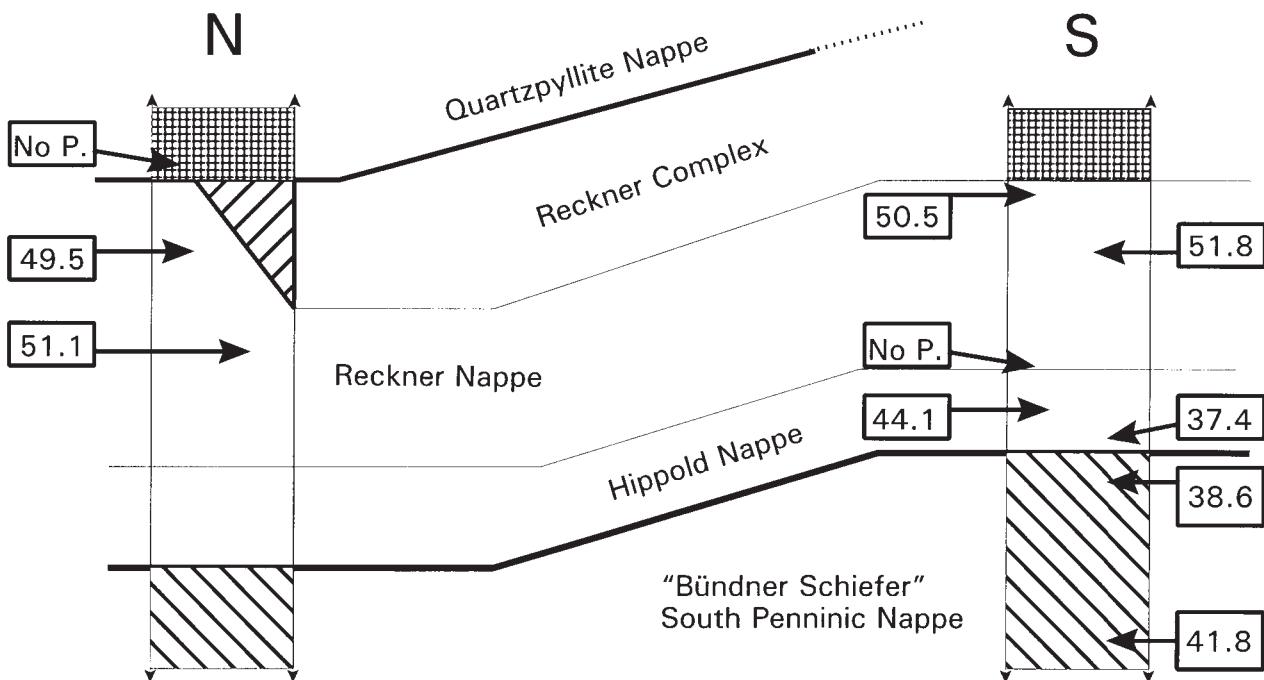 N
S
Quartzpyllite Nappe
No P.
Reckner Complex
50.5
49.5
51.8
51.1
No P.
Reckner Nappe
44.1
37.4
Hippold Nappe
38.6
"Bündner Schiefer"
South Penninic Nappe
41.8